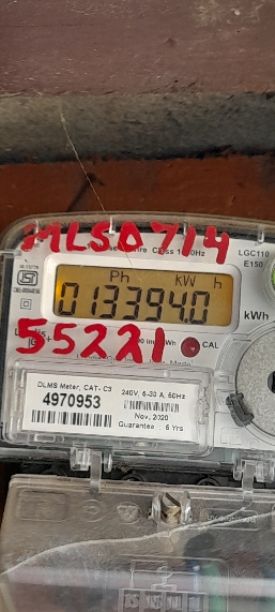 MLSD714
LGC110
E150
Ph kW h
013394.0
kWh
55221
CAL
DLMS Meter, CAT- C3
4970953
240V, 5-30 A, 50Hz
Nov, 2020
Guarantee : 5 Yrs